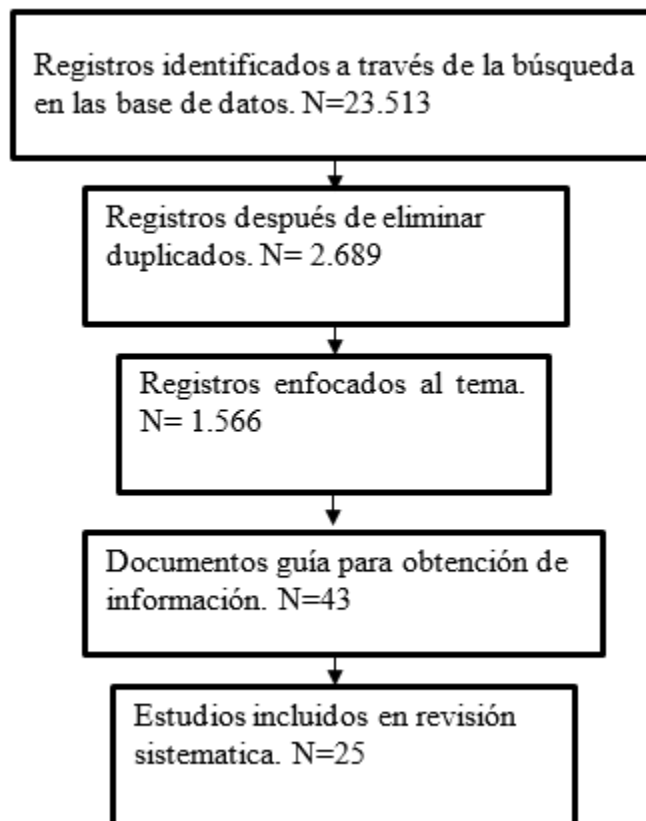 Registros identificados a través de la búsqueda
en las base de datos. N=23.513
Registros después de eliminar
duplicados. N= 2.689
Registros enfocados al tema.
N= 1.566
Documentos guía para obtención de
información. N=43
Estudios incluidos en revisión
sistematica. N=25